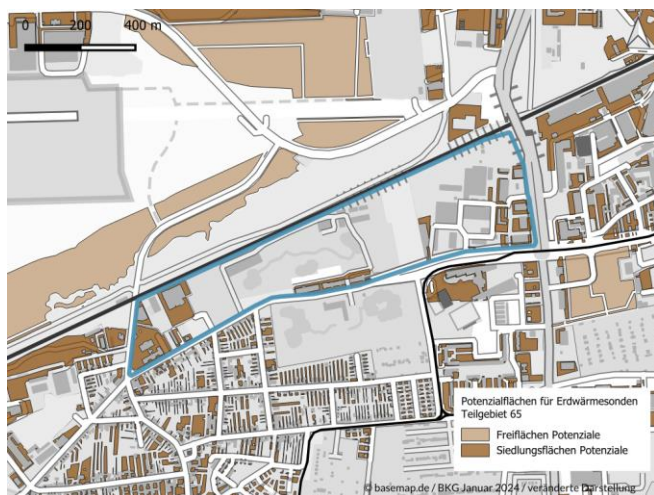 0 200 400 m
Potenzialflächen für Erdwärmesonden
Teilgebiet 65
Freiflächen Potenziale
Siedlungsflächen Potenziale
© basemap.de / BKG Januar 2024 / veränderte Darstellung